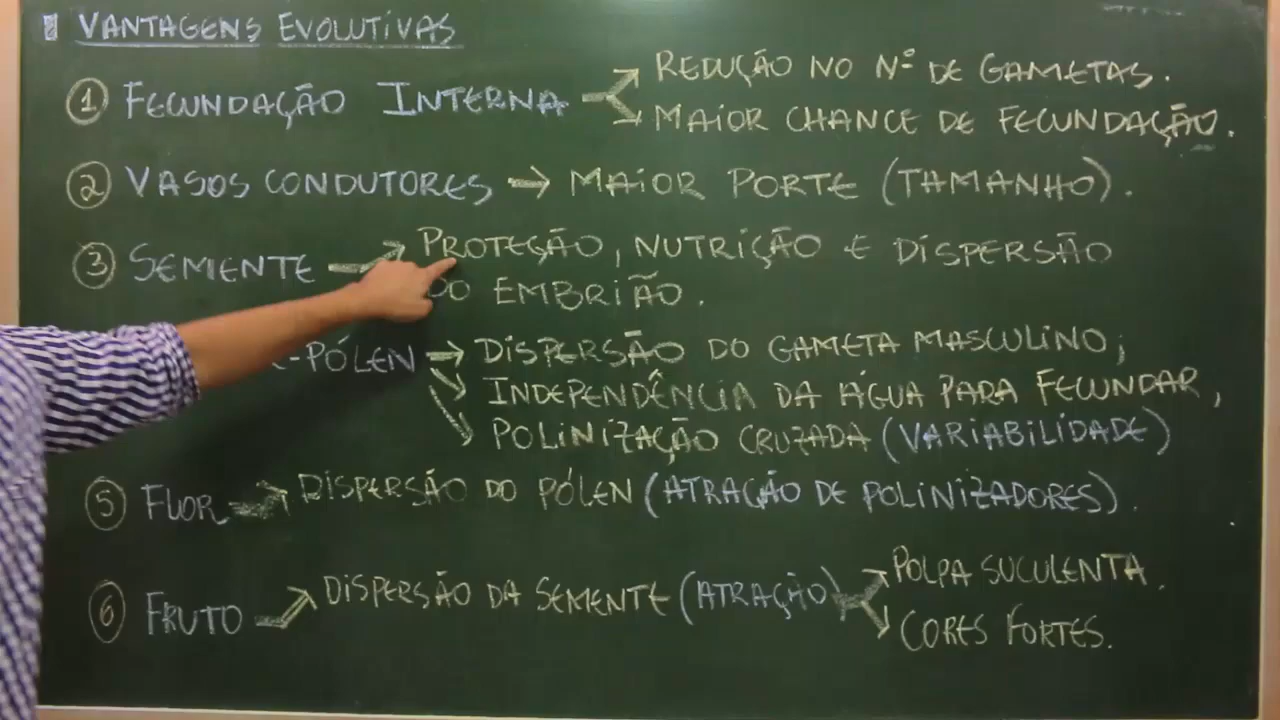 VANTAGENS EVOLUTIVAS
① FECUNDAÇÃO INTERNA → REDUÇÃO NO Nº DE GAMETAS.
→ MAIOR CHANCE DE FECUNDAÇÃO.
② VASOS CONDUTORES → MAIOR PORTE (TAMANHO).
③ SEMENTE → PROTEÇÃO, NUTRIÇÃO E DISPERSÃO
DO EMBRIÃO.
-PÓLEN → DISPERSÃO DO GAMETA MASCULINO;
→ INDEPENDÊNCIA DA ÁGUA PARA FECUNDAR,
→ POLINIZAÇÃO CRUZADA (VARIABILIDADE)
⑤ FLOR → DISPERSÃO DO PÓLEN (ATRAÇÃO DE POLINIZADORES).
⑥ FRUTO → DISPERSÃO DA SEMENTE (ATRAÇÃO) → POLPA SUCULENTA.
→ CORES FORTES.